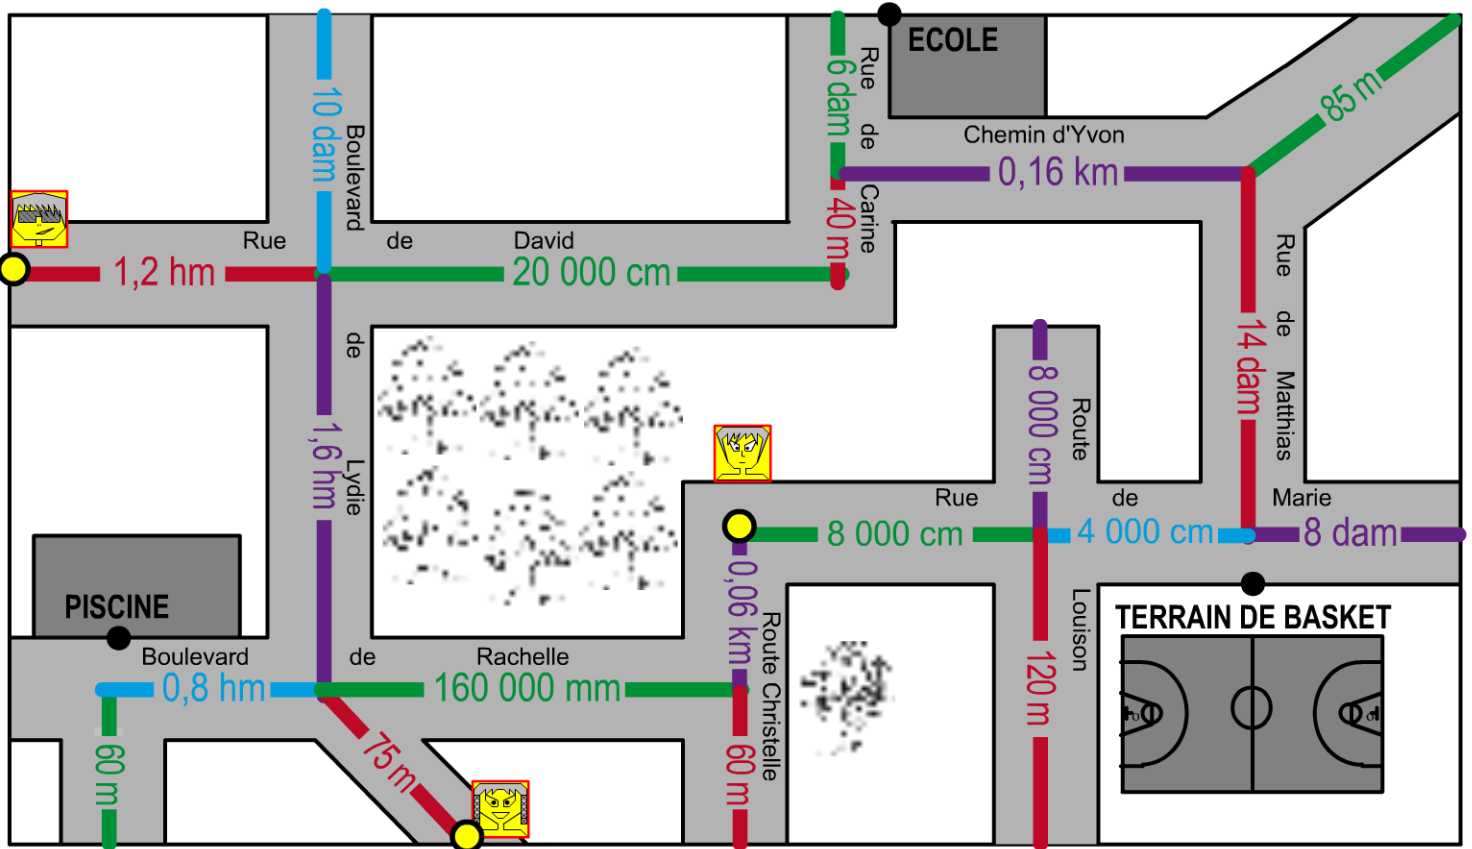 ECOLE
10 dam
Boulevard
de
Lydie
6 dam
Rue de Carine
85 m
Chemin d'Yvon
0,16 km
40 m
Rue de David
1,2 hm
20 000 cm
Rue de Matthias
14 dam
1,6 hm
8 000 cm
Route
Louison
Rue de Marie
8 000 cm
4 000 cm
8 dam
0,06 km
Route Christelle
PISCINE
TERRAIN DE BASKET
Boulevard de Rachelle
0,8 hm
160 000 mm
120 m
60 m
75 m
60 m